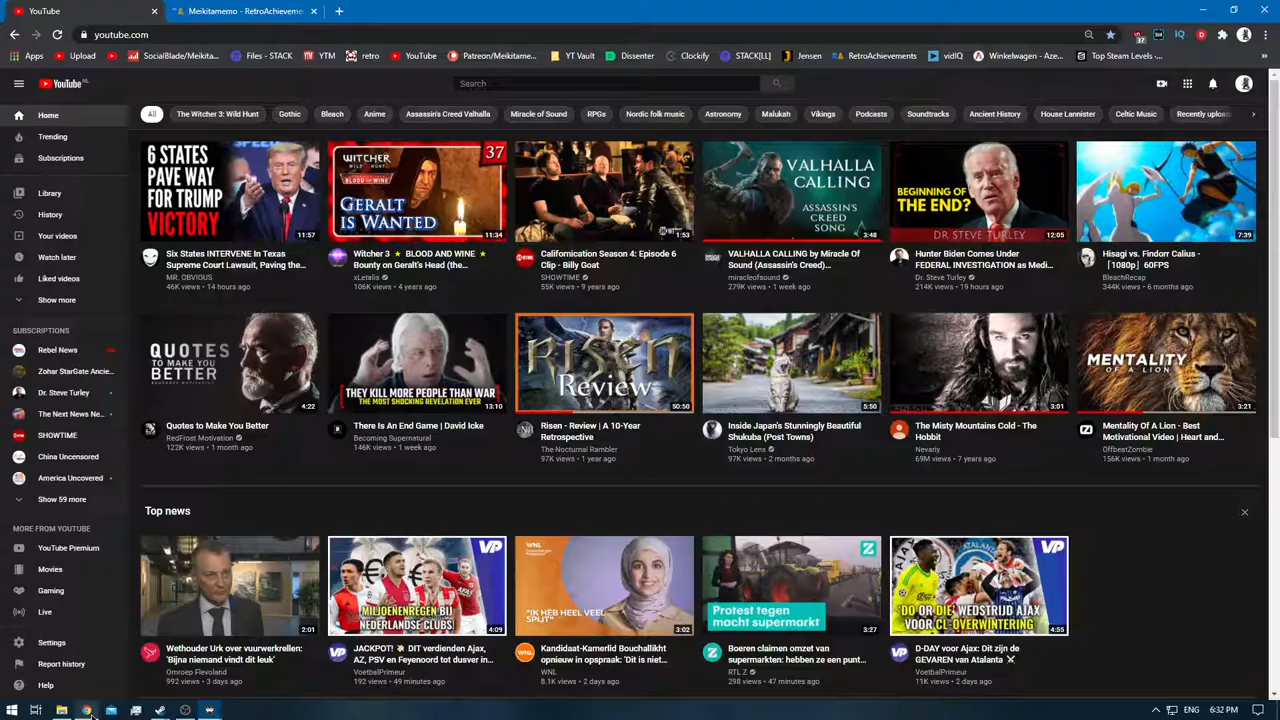 YouTube
Meikitamemo - RetroAchieveme
youtube.com
Apps
Upload
SocialBlade/Meikita...
Files - STACK
YTM
retro
YouTube
Patreon/Meikitame...
YT Vault
Dissenter
Clockify
STACK[LL]
Jensen
RetroAchievements
vidIQ
Winkelwagen - Aze...
Top Steam Levels -...
YouTube NL
Search
All
The Witcher 3: Wild Hunt
Gothic
Bleach
Anime
Assassin's Creed Valhalla
Miracle of Sound
RPGs
Nordic folk music
Astronomy
Malukah
Vikings
Podcasts
Soundtracks
Ancient History
House Lannister
Celtic Music
Recently uploa
Home
Trending
Subscriptions
Library
History
Your videos
Watch later
Liked videos
Show more
SUBSCRIPTIONS
Rebel News
Zohar StarGate Ancie...
Dr. Steve Turley
The Next News Ne...
SHOWTIME
China Uncensored
America Uncovered
Show 59 more
MORE FROM YOUTUBE
YouTube Premium
Movies
Gaming
Live
Settings
Report history
Help
6 STATES
PAVE WAY
FOR TRUMP
VICTORY
11:57
Six States INTERVENE In Texas
Supreme Court Lawsuit, Paving the...
MR. OBVIOUS
46K views • 14 hours ago
WITCHER
BLOOD AND WINE
37
GERALT
IS WANTED
11:34
Witcher 3 ★ BLOOD AND WINE ★
Bounty on Geralt's Head (the...
xLetalis
106K views • 4 years ago
SHOWTIME
1:53
Californication Season 4: Episode 6
Clip - Billy Goat
SHOWTIME
55K views • 9 years ago
VALHALLA
CALLING
ASSASSIN'S
CREED
SONG
3:48
VALHALLA CALLING by Miracle Of
Sound (Assassin's Creed)...
miracleofsound
279K views • 1 week ago
BEGINNING OF
THE END?
DR STEVE TURLEY
12:05
Hunter Biden Comes Under
FEDERAL INVESTIGATION as Medi...
Dr. Steve Turley
214K views • 19 hours ago
7:39
Hisagi vs. Findorr Calius -
「1080p」 60FPS
BleachRecap
344K views • 6 months ago
QUOTES
TO MAKE YOU
BETTER
4:22
Quotes to Make You Better
RedFrost Motivation
122K views • 1 month ago
THEY KILL MORE PEOPLE THAN WAR
THE MOST SHOCKING REVELATION EVER
13:10
There Is An End Game | David Icke
Becoming Supernatural
146K views • 1 week ago
RISEN
Review
50:50
Risen - Review | A 10-Year
Retrospective
The Nocturnal Rambler
97K views • 1 year ago
5:50
Inside Japan's Stunningly Beautiful
Shukuba (Post Towns)
Tokyo Lens
97K views • 2 months ago
3:01
The Misty Mountains Cold - The
Hobbit
Nevariy
69M views • 7 years ago
MENTALITY
OF A LION
3:21
Mentality Of A Lion - Best
Motivational Video | Heart and...
OffbeatZombie
156K views • 1 month ago
Top news
2:01
Wethouder Urk over vuurwerkrellen:
'Bijna niemand vindt dit leuk'
Omroep Flevoland
992 views • 3 days ago
VP
MILJOENENREGEN BIJ
NEDERLANDSE CLUBS!
4:09
JACKPOT! 💥 DIT verdienden Ajax,
AZ, PSV en Feyenoord tot dusver in...
VoetbalPrimeur
192 views • 49 minutes ago
WNL
"IK HEB HEEL VEEL
SPIJT"
3:02
Kandidaat-Kamerlid Bouchallikht
opnieuw in opspraak: 'Dit is niet...
WNL
8.1K views • 2 days ago
Z
Protest tegen
macht supermarkt
3:27
Boeren claimen omzet van
supermarkten: hebben ze een punt...
RTL Z
298 views • 47 minutes ago
VP
'DO OR DIE' WEDSTRIJD AJAX
VOOR CL-OVERWINTERING
4:55
D-DAY voor Ajax: Dit zijn de
GEVAREN van Atalanta
VoetbalPrimeur
11K views • 2 days ago
ENG
6:32 PM